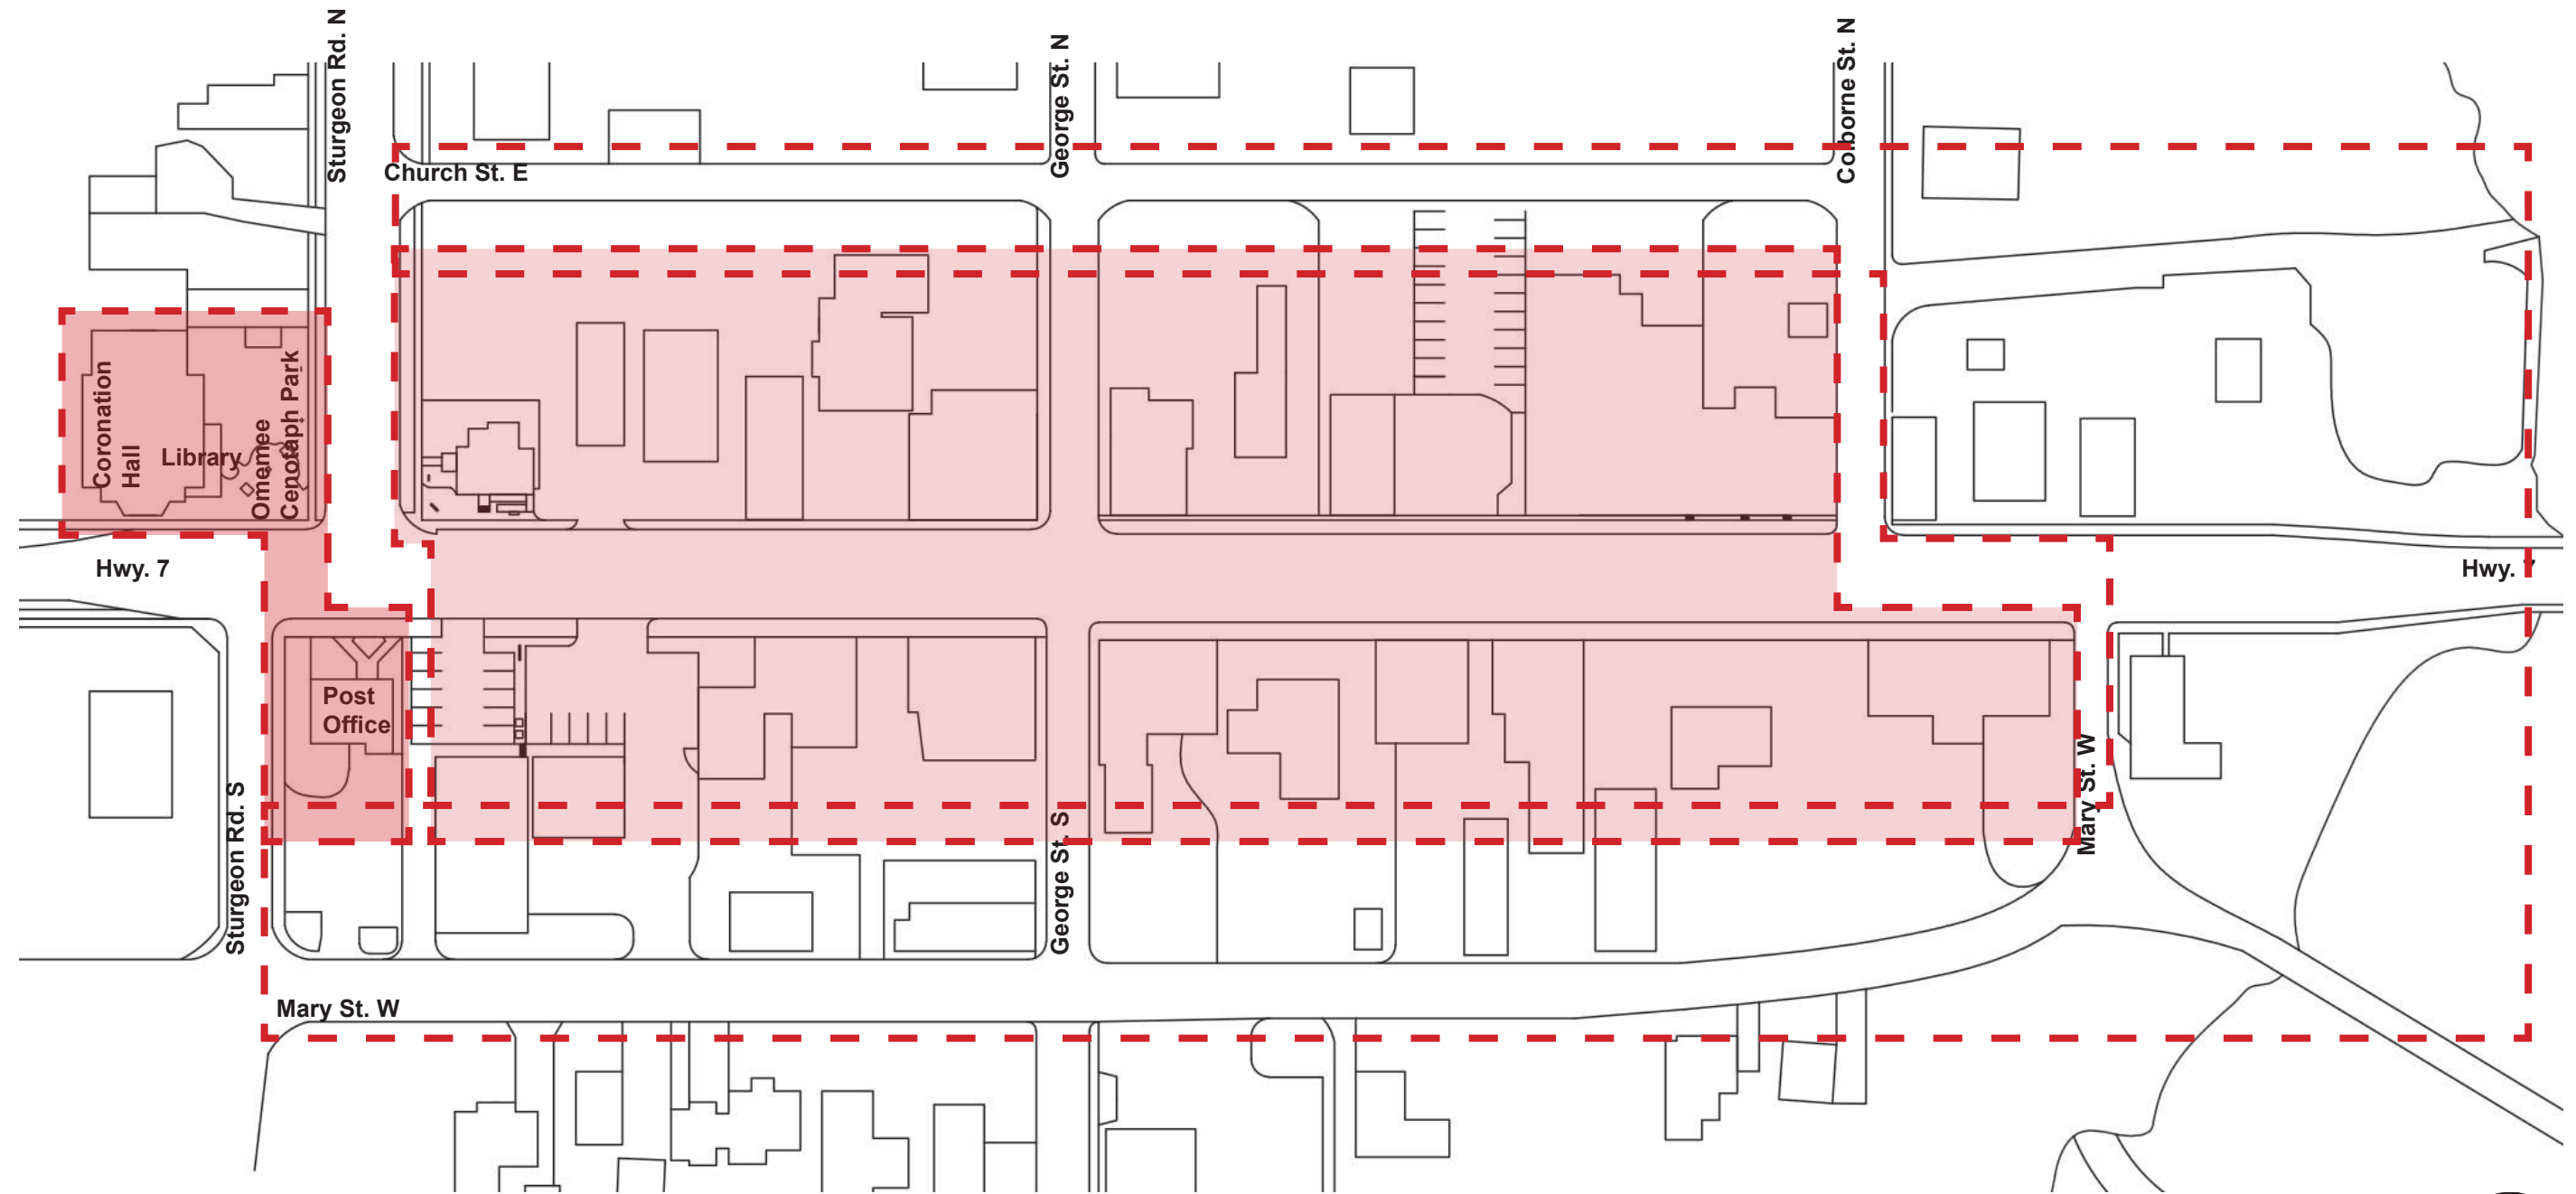 Sturgeon Rd. N
George St. N
Colborne St. N
Church St. E
Coronation
Hall
Library
Omemee
Cenotaph Park
Hwy. 7
Hwy. 7
Post
Office
Sturgeon Rd. S
George St. S
Mary St. W
Mary St. W